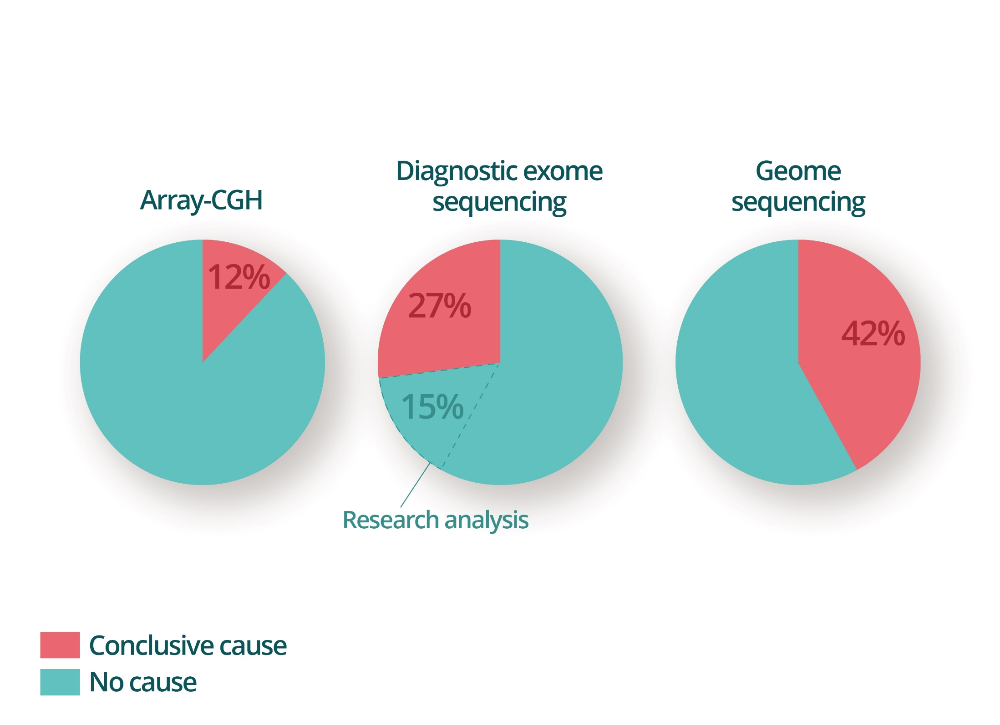 Array-CGH
Diagnostic exome
sequencing
Geome
sequencing
12%
27%
15%
42%
Research analysis
Conclusive cause
No cause